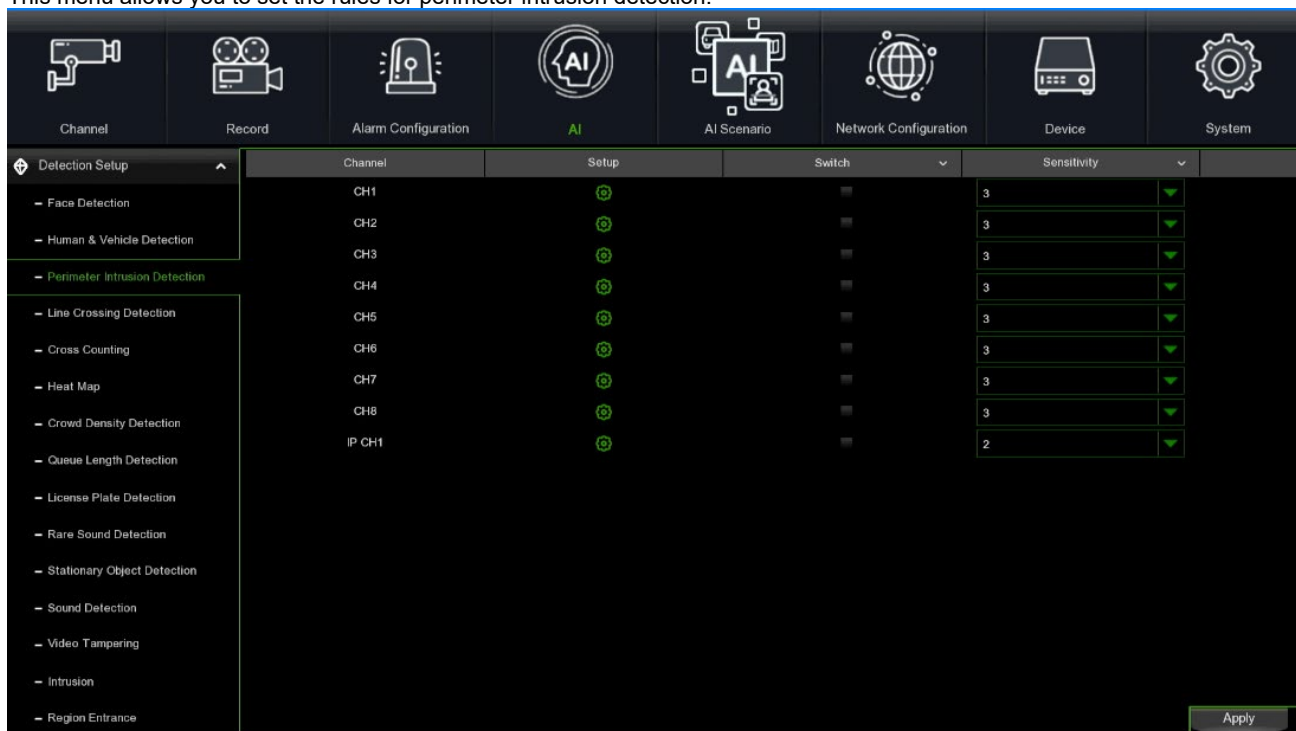 This menu allows you to set the rules for perimeter intrusion detection.
AI
Channel Record Alarm Configuration AI AI Scenario Network Configuration Device System
Detection Setup Channel Setup Switch Sensitivity
CH1 3
– Face Detection
CH2 3
– Human & Vehicle Detection
CH3 3
– Perimeter Intrusion Detection
CH4 3
– Line Crossing Detection
CH5 3
– Cross Counting
CH6 3
– Heat Map
CH7 3
CH8 3
– Crowd Density Detection
IP CH1 2
– Queue Length Detection
– License Plate Detection
– Rare Sound Detection
– Stationary Object Detection
– Sound Detection
– Video Tampering
– Intrusion
– Region Entrance
Apply